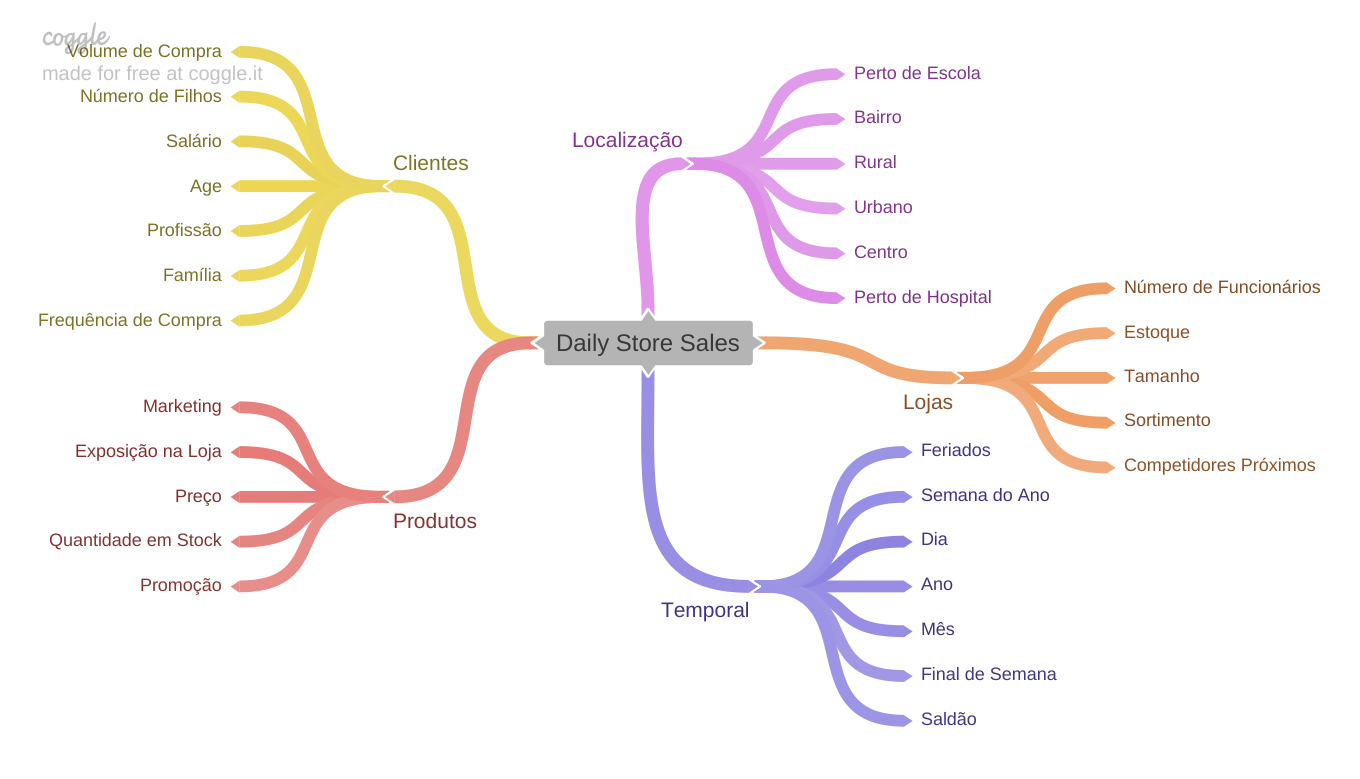 coggle
made for free at coggle.it
Volume de Compra
Número de Filhos
Salário
Age
Profissão
Família
Frequência de Compra
Clientes
Marketing
Exposição na Loja
Preço
Quantidade em Stock
Promoção
Produtos
Daily Store Sales
Localização
Perto de Escola
Bairro
Rural
Urbano
Centro
Perto de Hospital
Lojas
Número de Funcionários
Estoque
Tamanho
Sortimento
Competidores Próximos
Temporal
Feriados
Semana do Ano
Dia
Ano
Mês
Final de Semana
Saldão